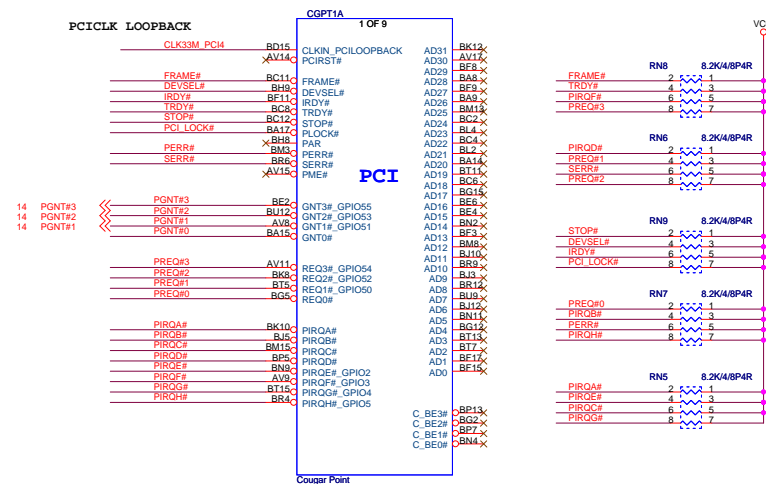 PCICLK LOOPBACK
CGPT1A
1 OF 9
VC
CLK33M_PCI4 BD15 CLKIN_PCILOOPBACK
AV14 PCIRST#
FRAME# BC11 FRAME#
DEVSEL# BH9 DEVSEL#
IRDY# BF11 IRDY#
TRDY# BC8 TRDY#
STOP# BC12 STOP#
PCI_LOCK# BA17 PLOCK#
BH8 PAR
PERR# BM3 PERR#
SERR# BR6 SERR#
AV15 PME#
PCI
14 PGNT#3 PGNT#3 BE2 GNT3#_GPIO55
14 PGNT#2 PGNT#2 BU12 GNT2#_GPIO53
14 PGNT#1 PGNT#1 AV8 GNT1#_GPIO51
PGNT#0 BA15 GNT0#
PREQ#3 AV11 REQ3#_GPIO54
PREQ#2 BK8 REQ2#_GPIO52
PREQ#1 BT5 REQ1#_GPIO50
PREQ#0 BG5 REQ0#
PIRQA# BK10 PIRQA#
PIRQB# BJ5 PIRQB#
PIRQC# BM15 PIRQC#
PIRQD# BP5 PIRQD#
PIRQE# BN9 PIRQE#_GPIO2
PIRQF# AV9 PIRQF#_GPIO3
PIRQG# BT15 PIRQG#_GPIO4
PIRQH# BR4 PIRQH#_GPIO5
AD31 BK12
AD30 AV17
AD29 BF8
AD28 BA8
AD27 BF9
AD26 BA9
AD25 BM13
AD24 BC2
AD23 BL4
AD22 BC4
AD21 BL2
AD20 BA14
AD19 BT11
AD18 BC6
AD17 BG15
AD16 BE6
AD15 BE4
AD14 BN2
AD13 BF3
AD12 BM8
AD11 BJ10
AD10 BR9
AD9 BJ3
AD8 BR12
AD7 BU9
AD6 BJ12
AD5 BN11
AD4 BG12
AD3 BT13
AD2 BT7
AD1 BF17
AD0 BF15
C_BE3# BP13
C_BE2# BG2
C_BE1# BP7
C_BE0# BN4
Cougar Point
RN8 8.2K/4/8P4R
FRAME# 2 1
TRDY# 4 3
PIRQF# 6 5
PREQ#3 8 7
RN6 8.2K/4/8P4R
PIRQD# 2 1
PREQ#1 4 3
SERR# 6 5
PREQ#2 8 7
RN9 8.2K/4/8P4R
STOP# 2 1
DEVSEL# 4 3
IRDY# 6 5
PCI_LOCK# 8 7
RN7 8.2K/4/8P4R
PREQ#0 2 1
PIRQB# 4 3
PERR# 6 5
PIRQH# 8 7
RN5 8.2K/4/8P4R
PIRQA# 2 1
PIRQE# 4 3
PIRQC# 6 5
PIRQG# 8 7